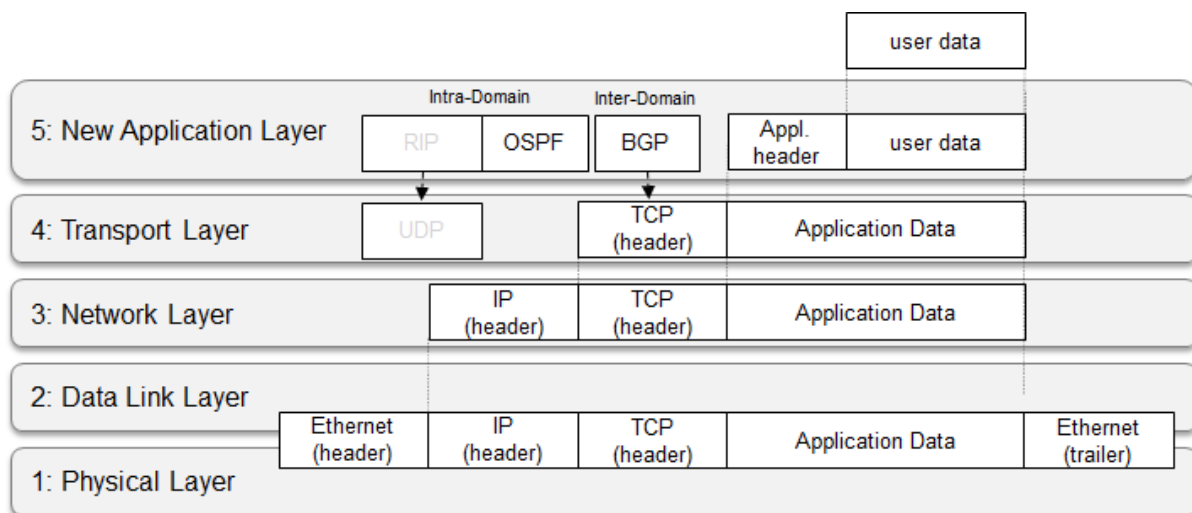 user data
Intra-Domain
Inter-Domain
5: New Application Layer
RIP
OSPF
BGP
Appl.
header
user data
4: Transport Layer
UDP
TCP
(header)
Application Data
3: Network Layer
IP
(header)
TCP
(header)
Application Data
2: Data Link Layer
Ethernet
(header)
IP
(header)
TCP
(header)
Application Data
Ethernet
(trailer)
1: Physical Layer